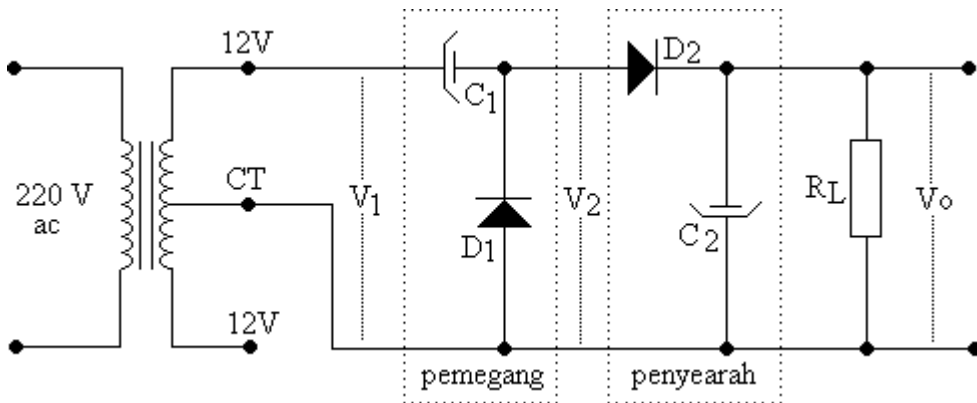 12V
D2
C1
220 V
ac
CT
V1
D1
V2
C2
RL
Vo
12V
pemegang
penyearah